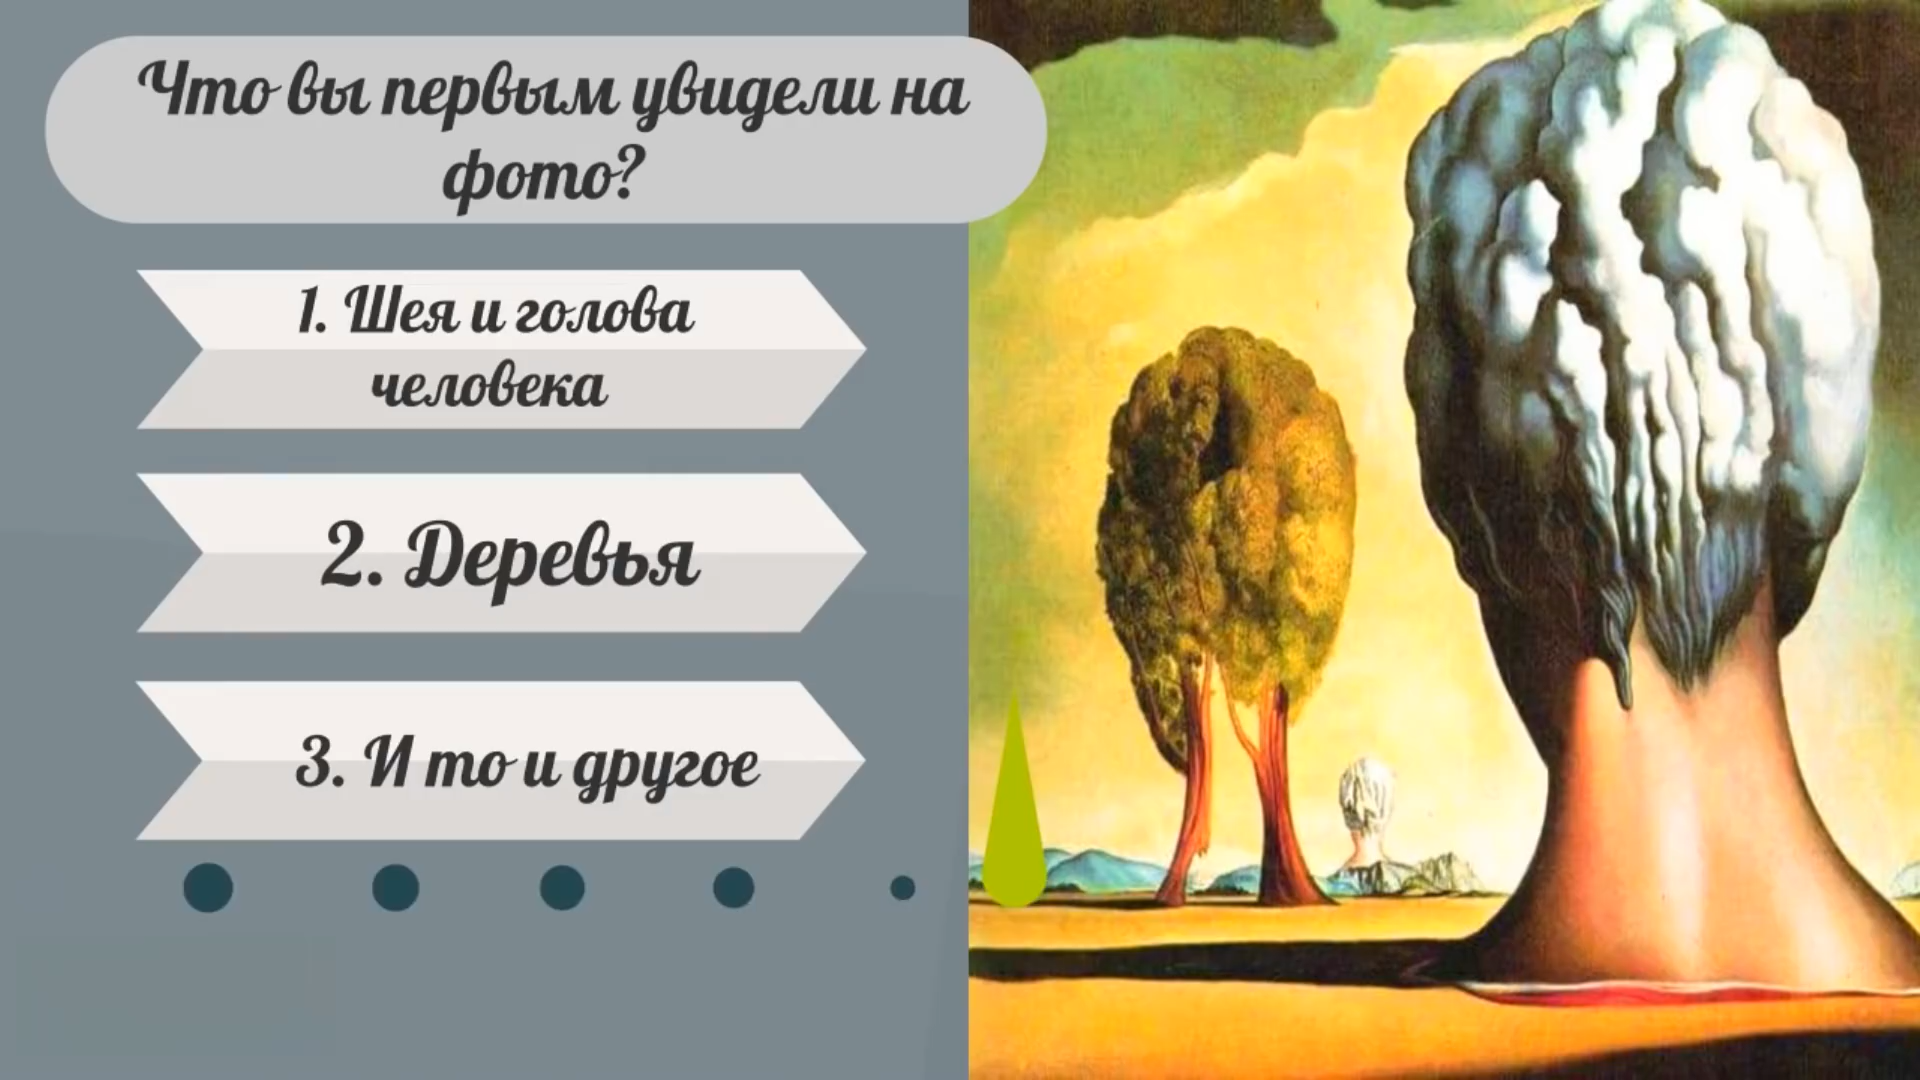 Что вы первым увидели на
фото?
1. Шея и голова
человека
2. Деревья
3. И то и другое